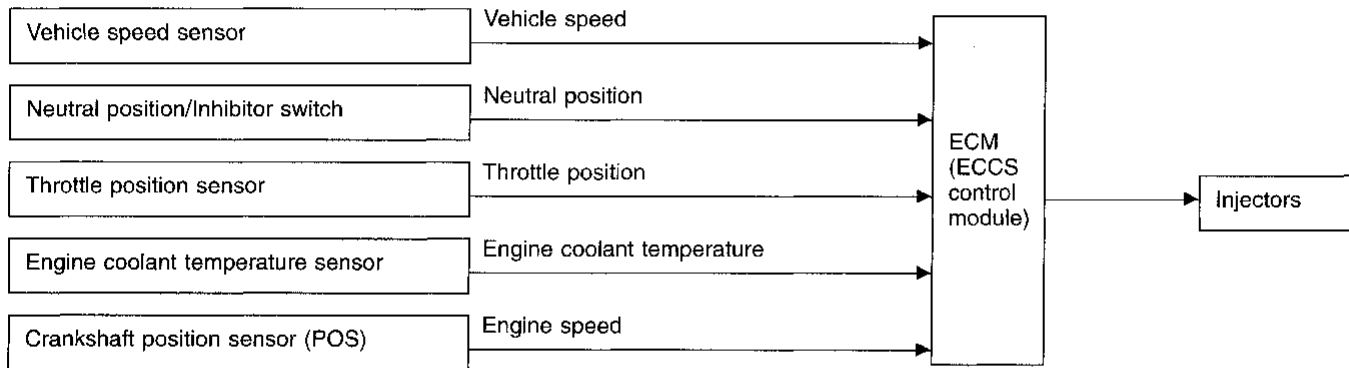 Vehicle speed sensor
Vehicle speed
Neutral position/Inhibitor switch
Neutral position
Throttle position sensor
Throttle position
Engine coolant temperature sensor
Engine coolant temperature
Crankshaft position sensor (POS)
Engine speed
ECM
(ECCS
control
module)
Injectors